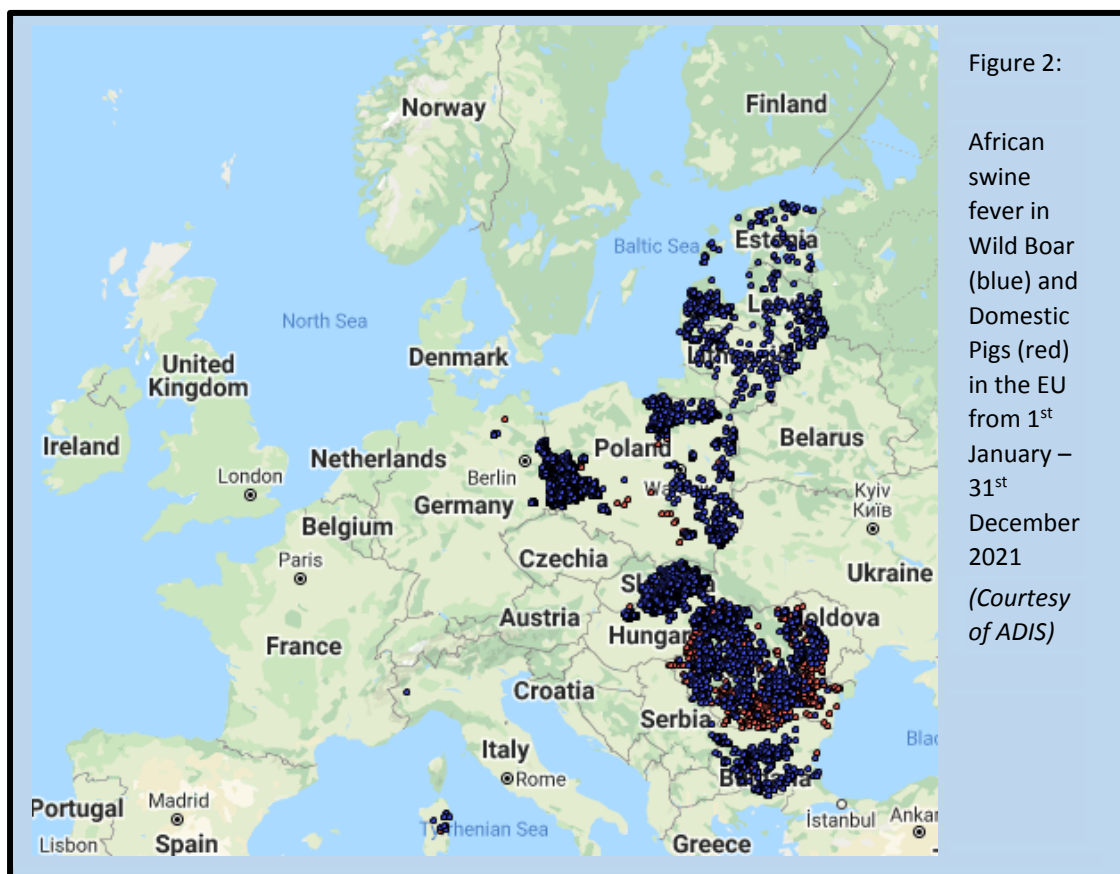 Norway
Finland
Estonia
Baltic Sea
North Sea
Denmark
United
Kingdom
Ireland
Belarus
Poland
Netherlands
Berlin
London
Germany
Kyiv
Київ
Belgium
Paris
Czechia
Ukraine
Austria
France
Croatia
Serbia
Italy
Rome
Portugal
Madrid
İstanbul
Lisbon
Spain
Greece
Figure 2:
African
swine
fever in
Wild Boar
(blue) and
Domestic
Pigs (red)
in the EU
from 1st
January –
31st
December
2021
(Courtesy
of ADIS)